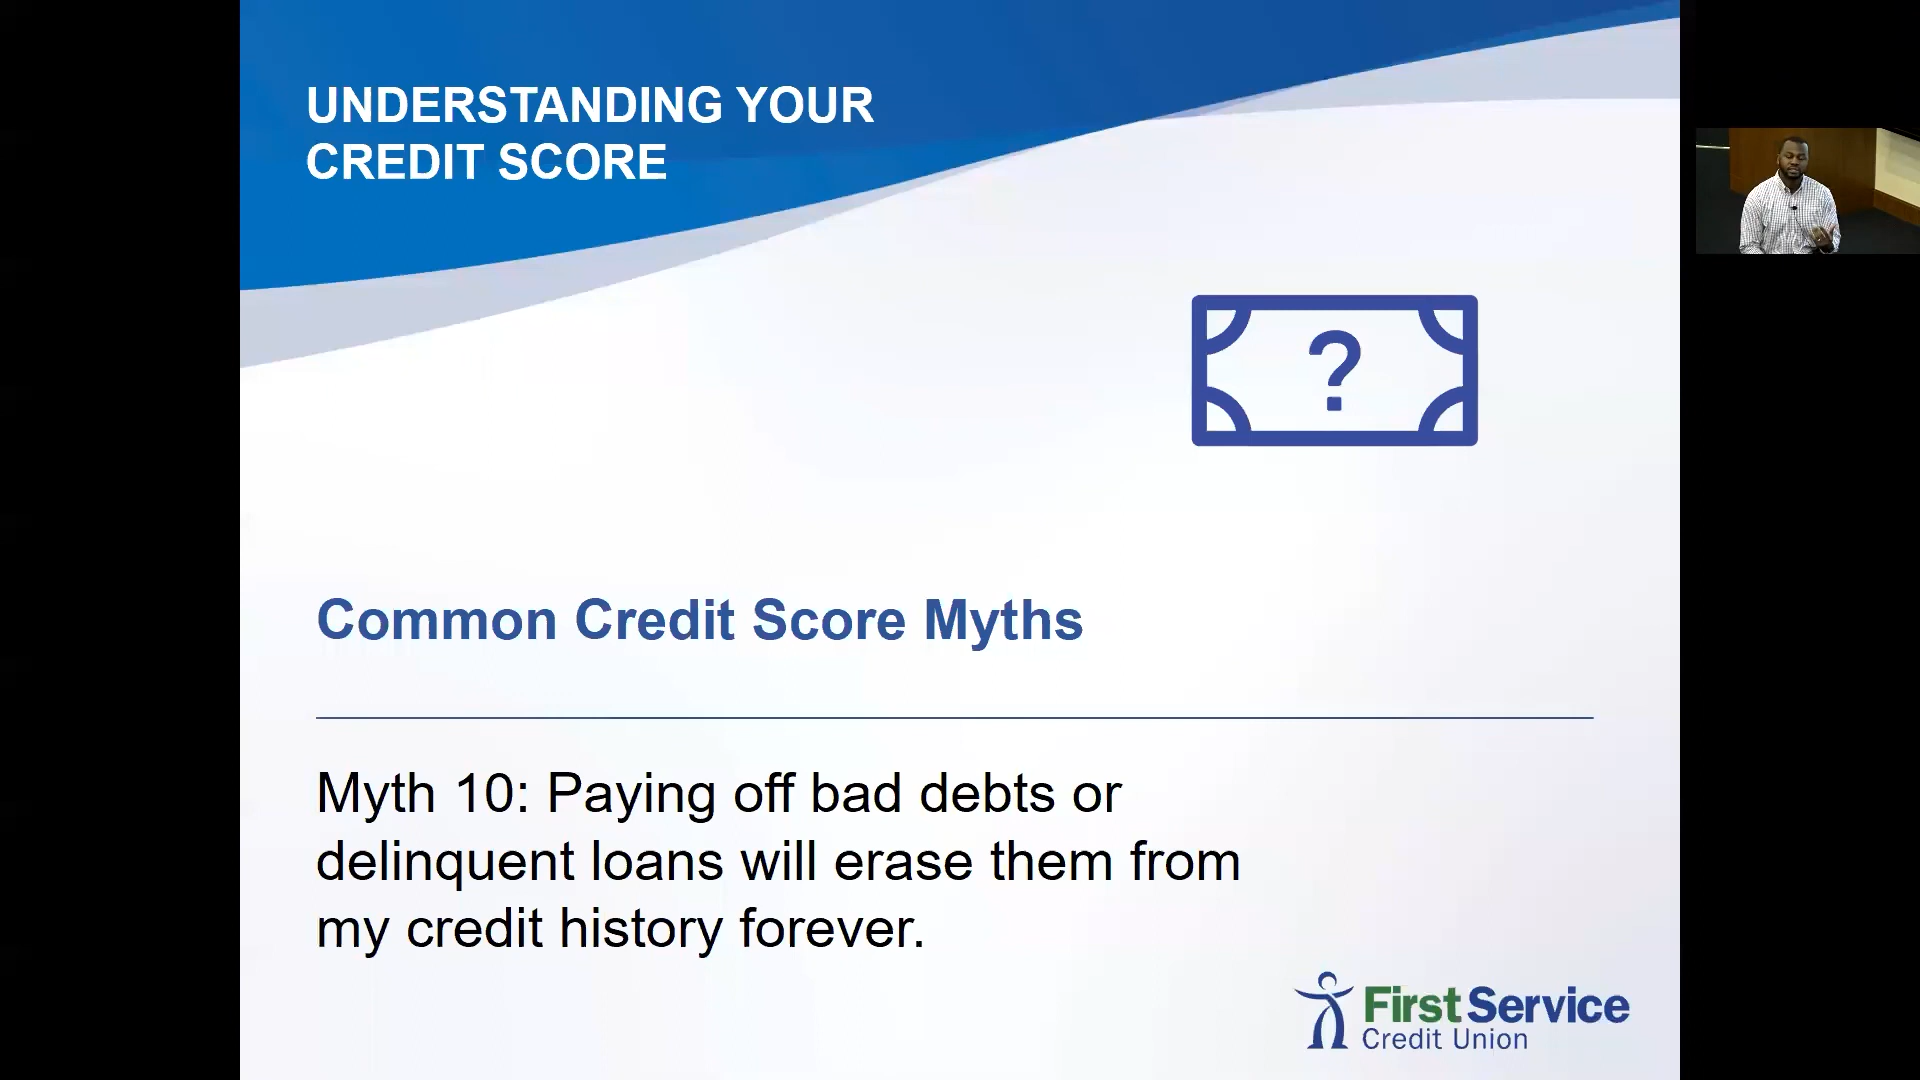 UNDERSTANDING YOUR
CREDIT SCORE
?
Common Credit Score Myths
Myth 10: Paying off bad debts or
delinquent loans will erase them from
my credit history forever.
First Service
Credit Union